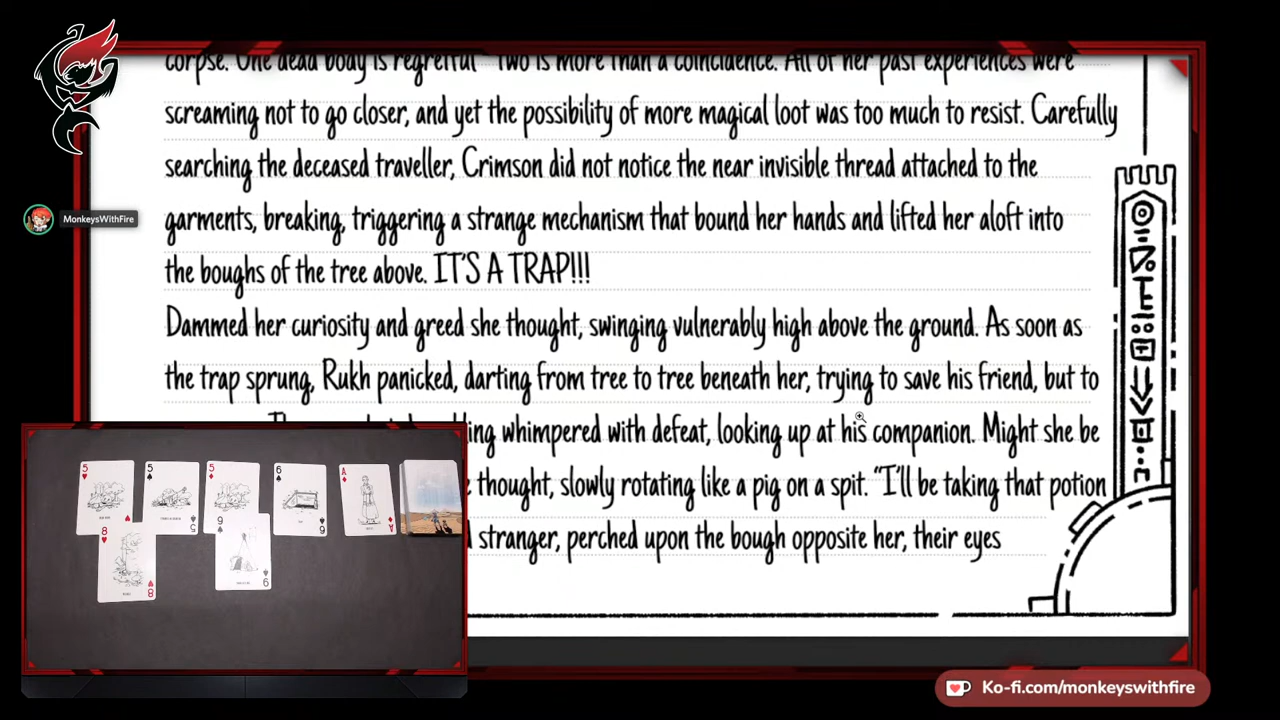 corpse. One dead body is regretful Two is more than a coincidence. All of her past experiences were
screaming not to go closer, and yet the possibility of more magical loot was too much to resist. Carefully
searching the deceased traveller, Crimson did not notice the near invisible thread attached to the
garments, breaking, triggering a strange mechanism that bound her hands and lifted her aloft into
the boughs of the tree above. IT'S A TRAP!!!
Dammed her curiosity and greed she thought, swinging vulnerably high above the ground. As soon as
the trap sprung, Rukh panicked, darting from tree to tree beneath her, trying to save his friend, but to
ing whimpered with defeat, looking up at his companion. Might she be
thought, slowly rotating like a pig on a spit. "I'll be taking that potion
stranger, perched upon the bough opposite her, their eyes
MonkeysWithFire
5
5
5
6
A
8
9
Ko-fi.com/monkeyswithfire